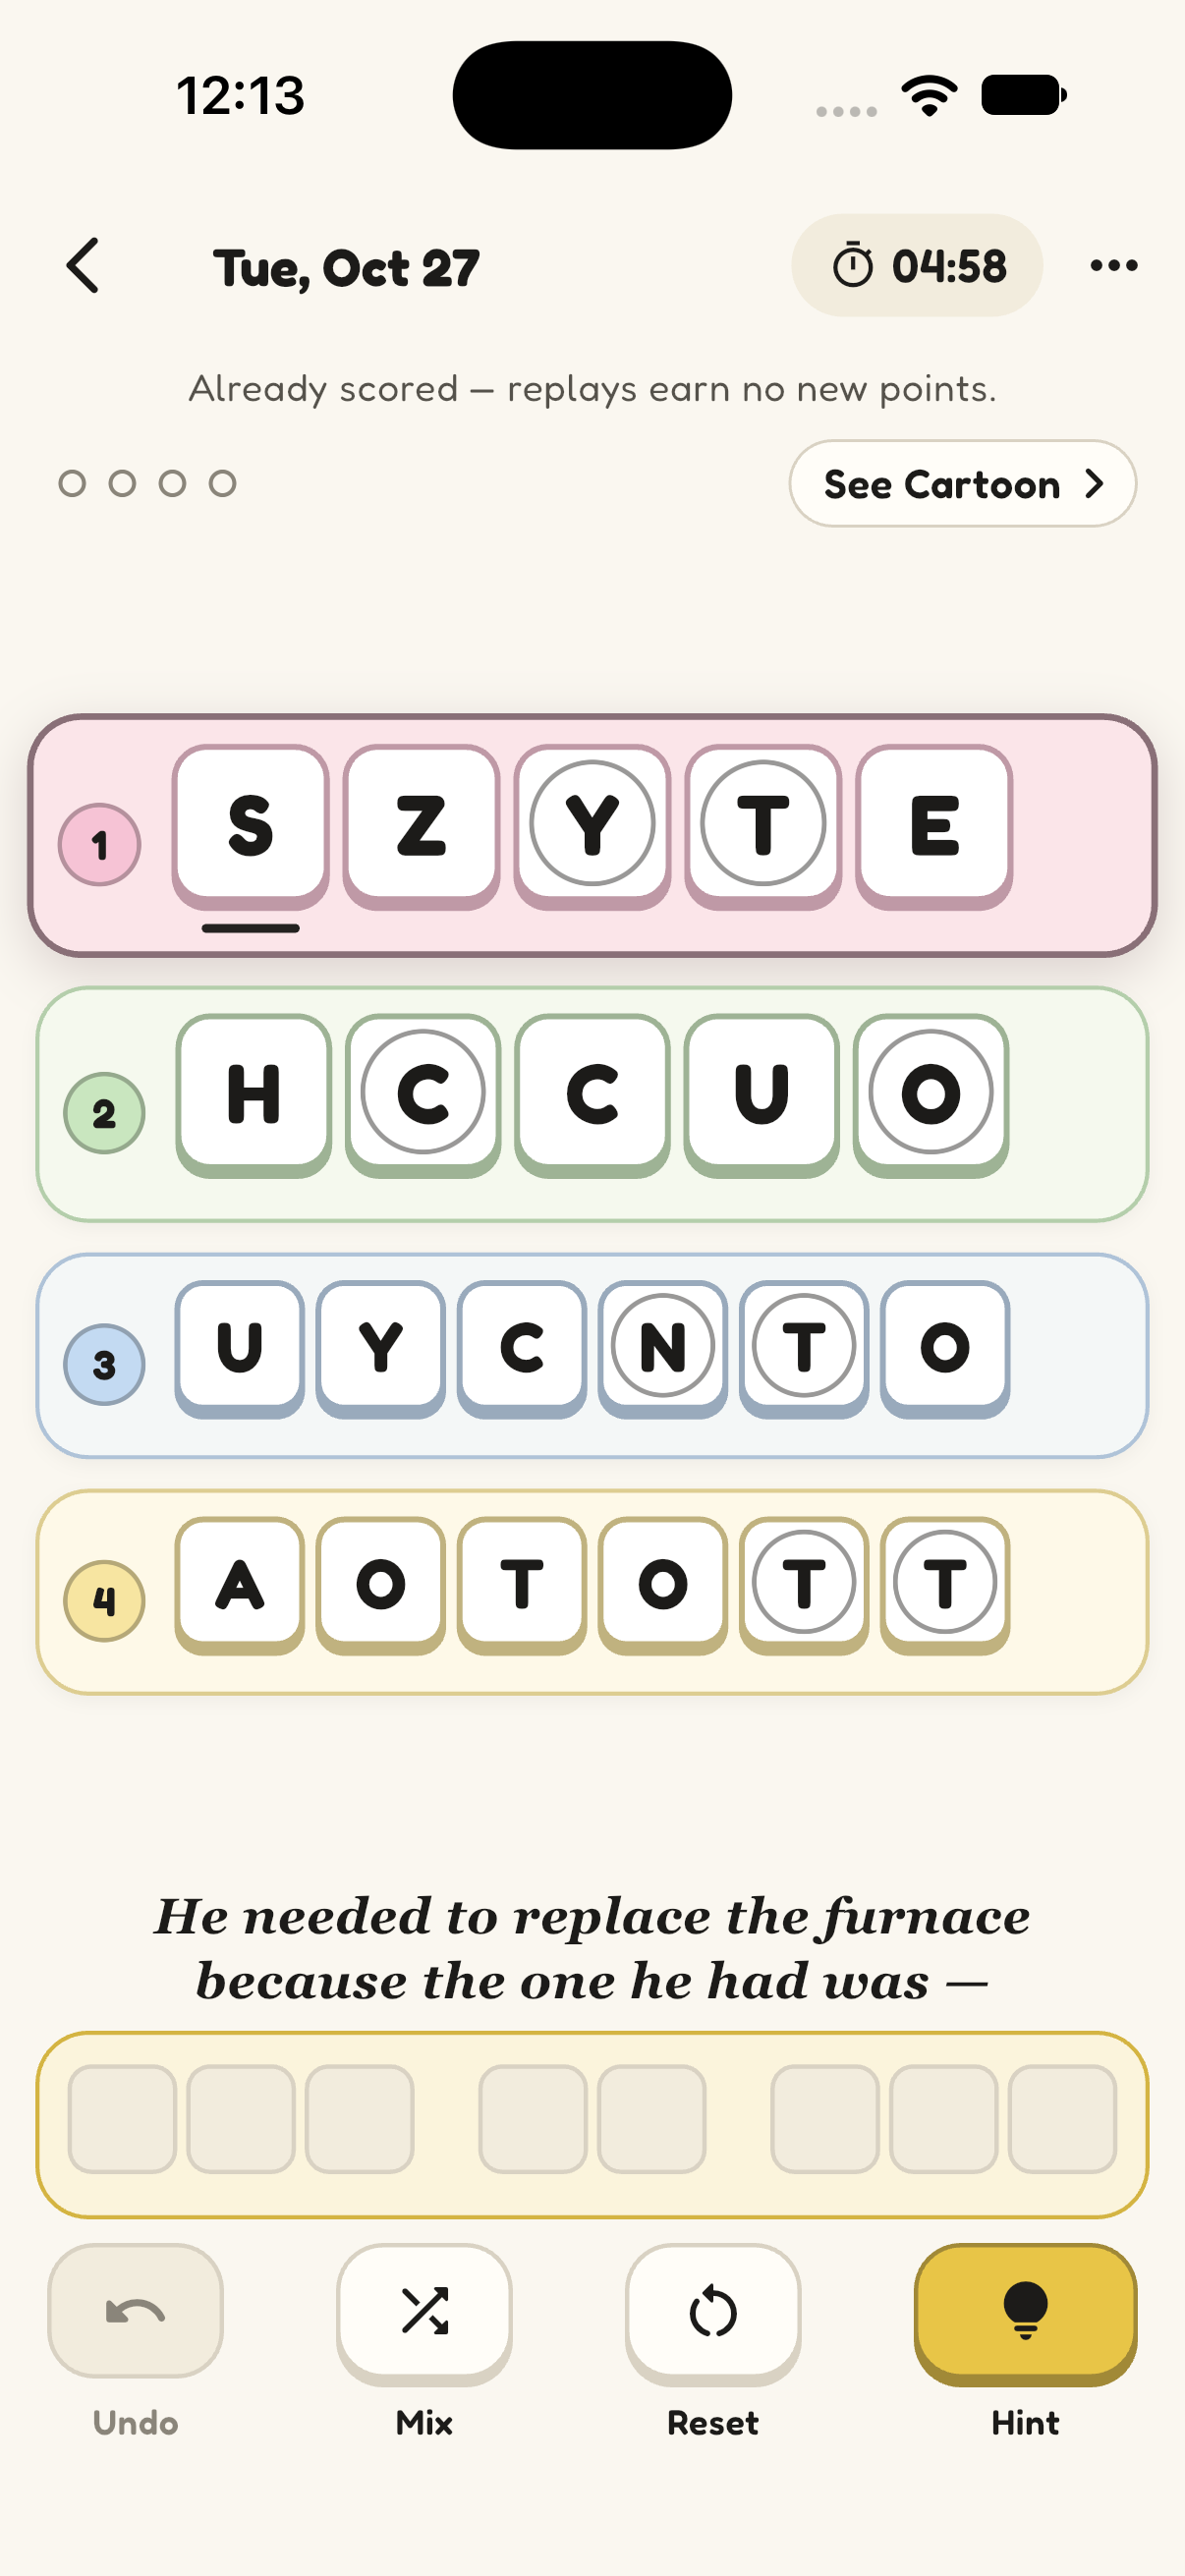 12:13
Tue, Oct 27
04:58
Already scored – replays earn no new points.
See Cartoon
1 S Z Y T E
2 H C C U O
3 U Y C N T O
4 A O T O T T
He needed to replace the furnace
because the one he had was —
Undo Mix Reset Hint